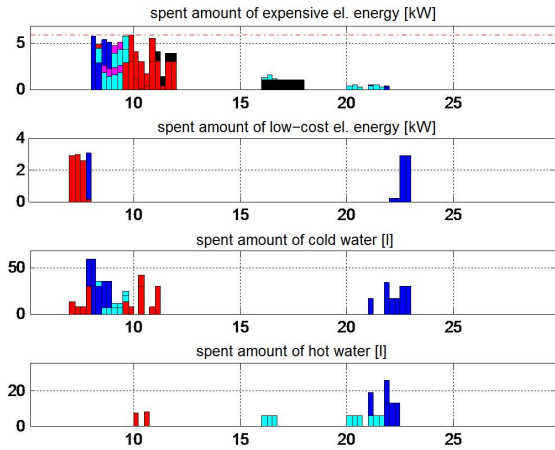 spent amount of expensive el. energy [kW]
5
0
10 15 20 25
spent amount of low-cost el. energy [kW]
4
2
0
10 15 20 25
spent amount of cold water [l]
50
0
10 15 20 25
spent amount of hot water [l]
20
0
10 15 20 25